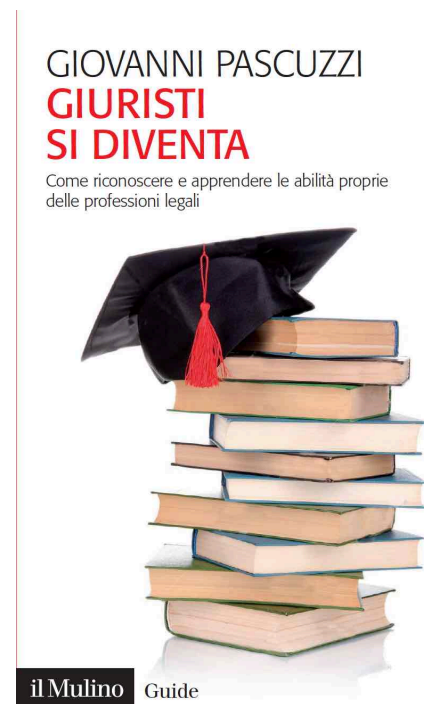 GIOVANNI PASCUZZI
GIURISTI
SI DIVENTA
Come riconoscere e apprendere le abilità proprie
delle professioni legali
il Mulino Guide